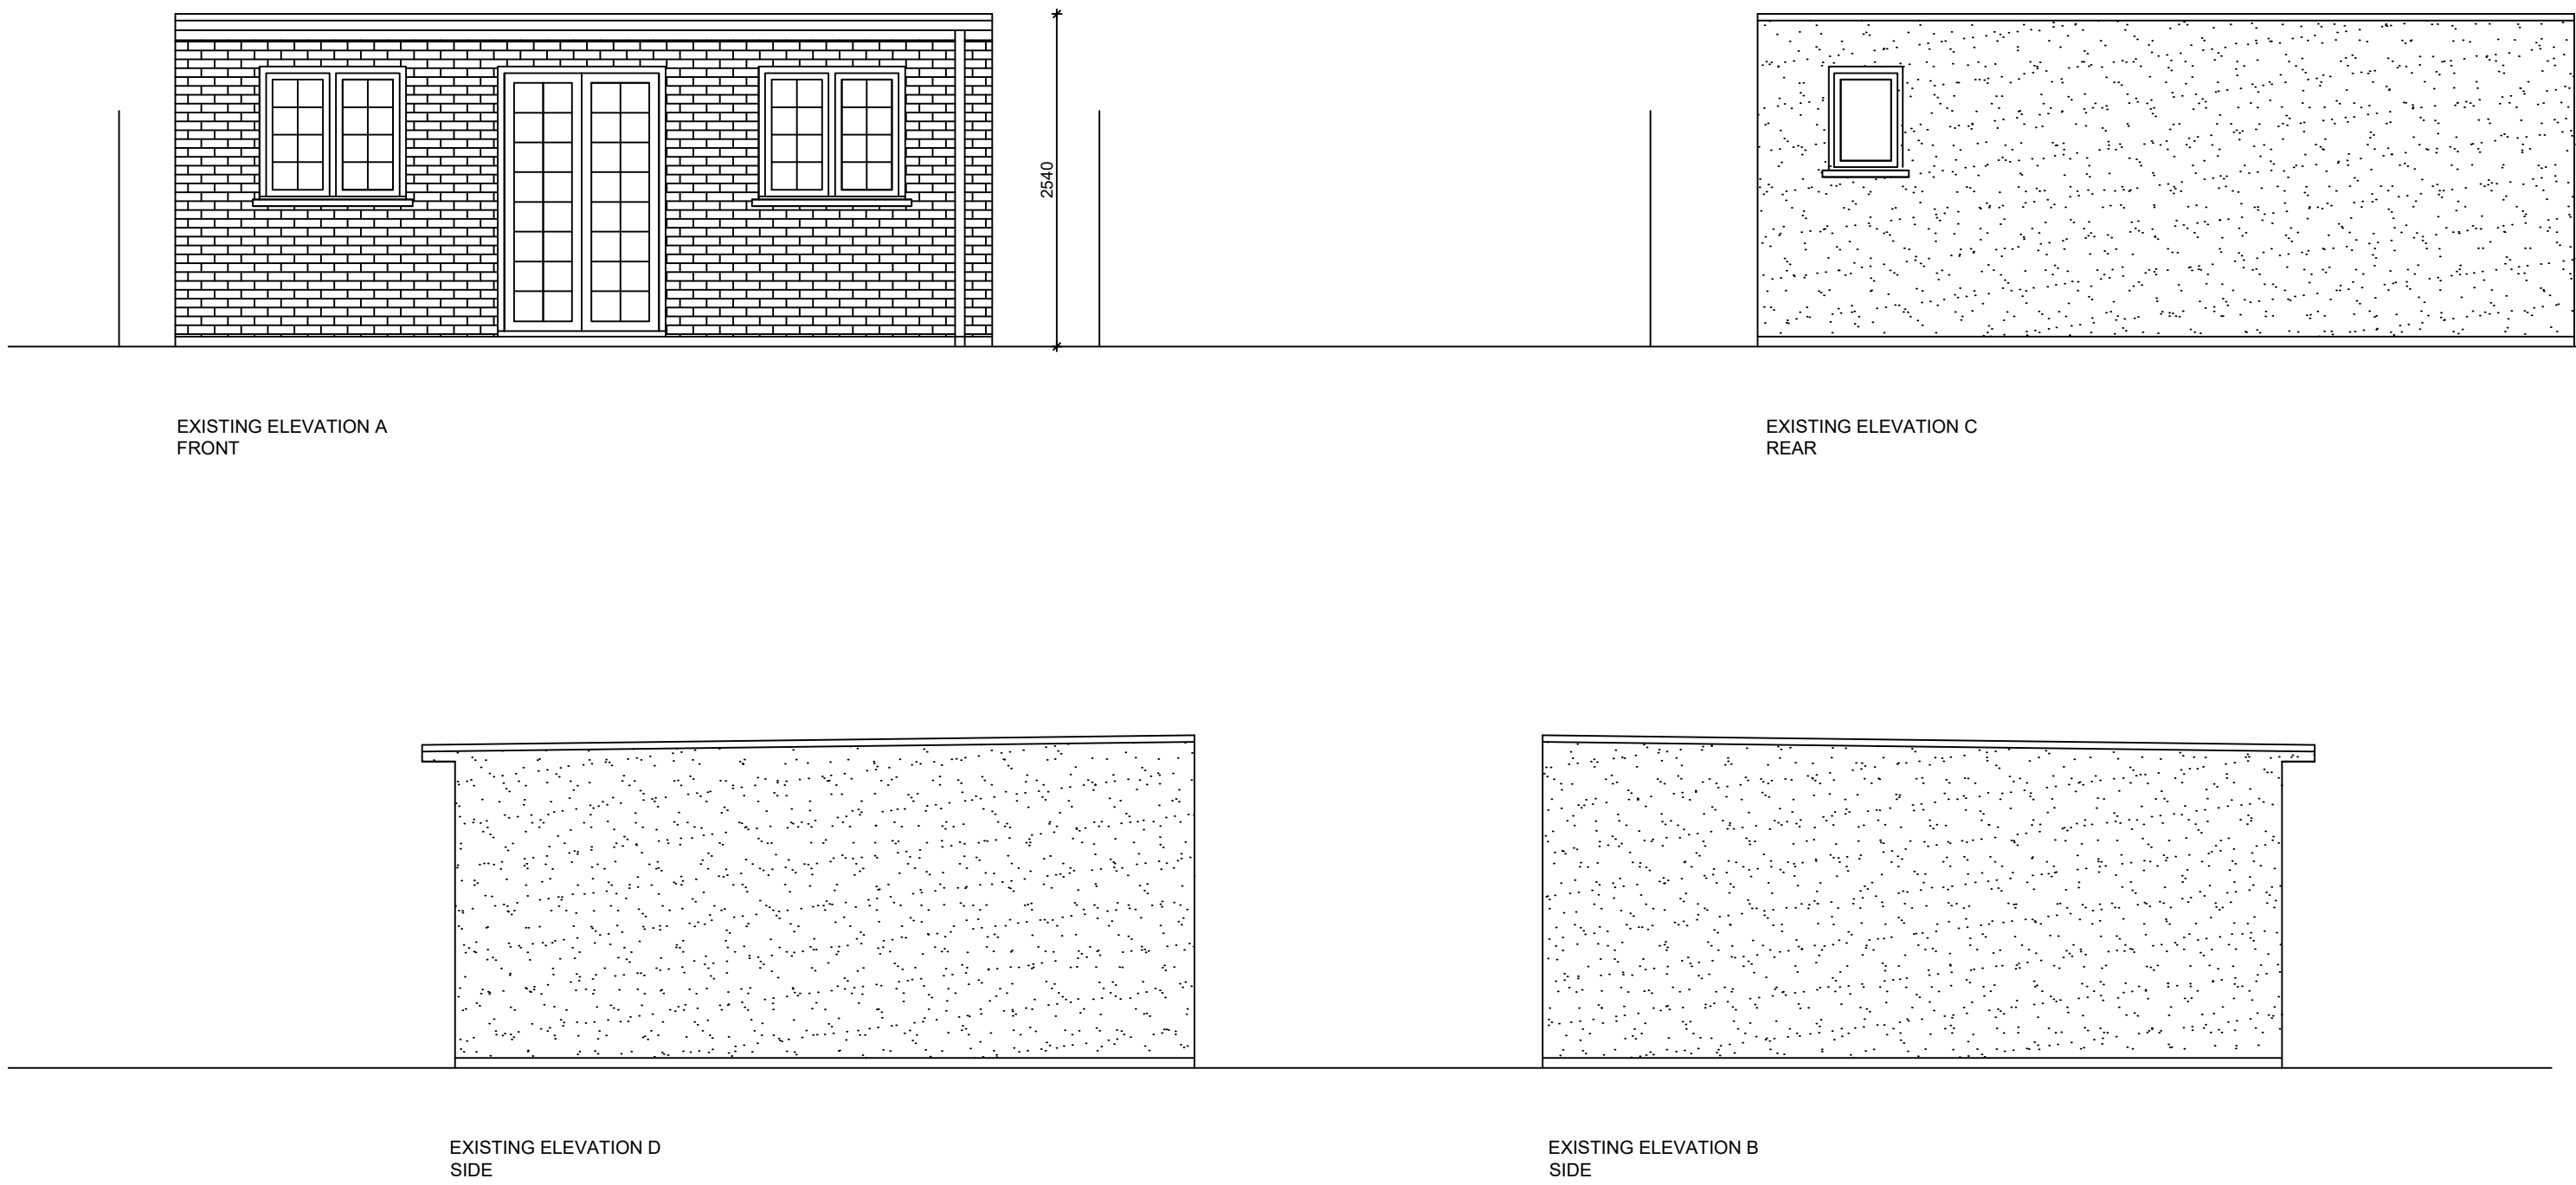 2540
EXISTING ELEVATION A
FRONT
EXISTING ELEVATION C
REAR
EXISTING ELEVATION D
SIDE
EXISTING ELEVATION B
SIDE